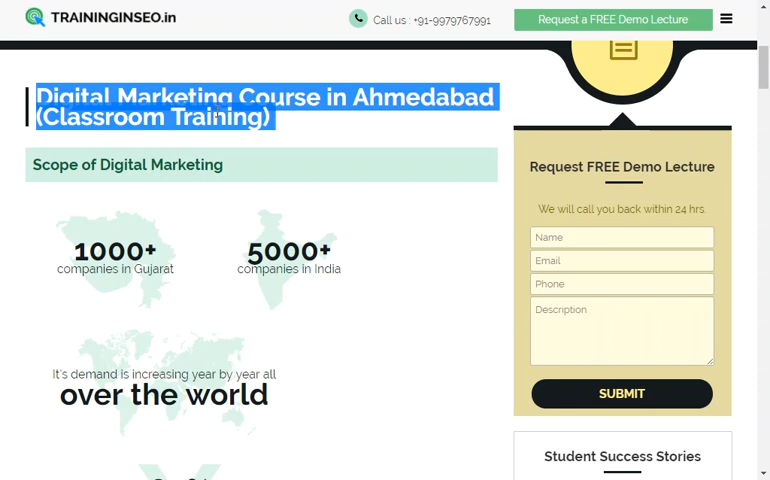 TRAININGINSEO.in
Call us : +91-9979767991
Request a FREE Demo Lecture
Digital Marketing Course in Ahmedabad
(Classroom Training)
Scope of Digital Marketing
1000+
companies in Gujarat
5000+
companies in India
It's demand is increasing year by year all
over the world
Request FREE Demo Lecture
We will call you back within 24 hrs.
Name
Email
Phone
Description
SUBMIT
Student Success Stories